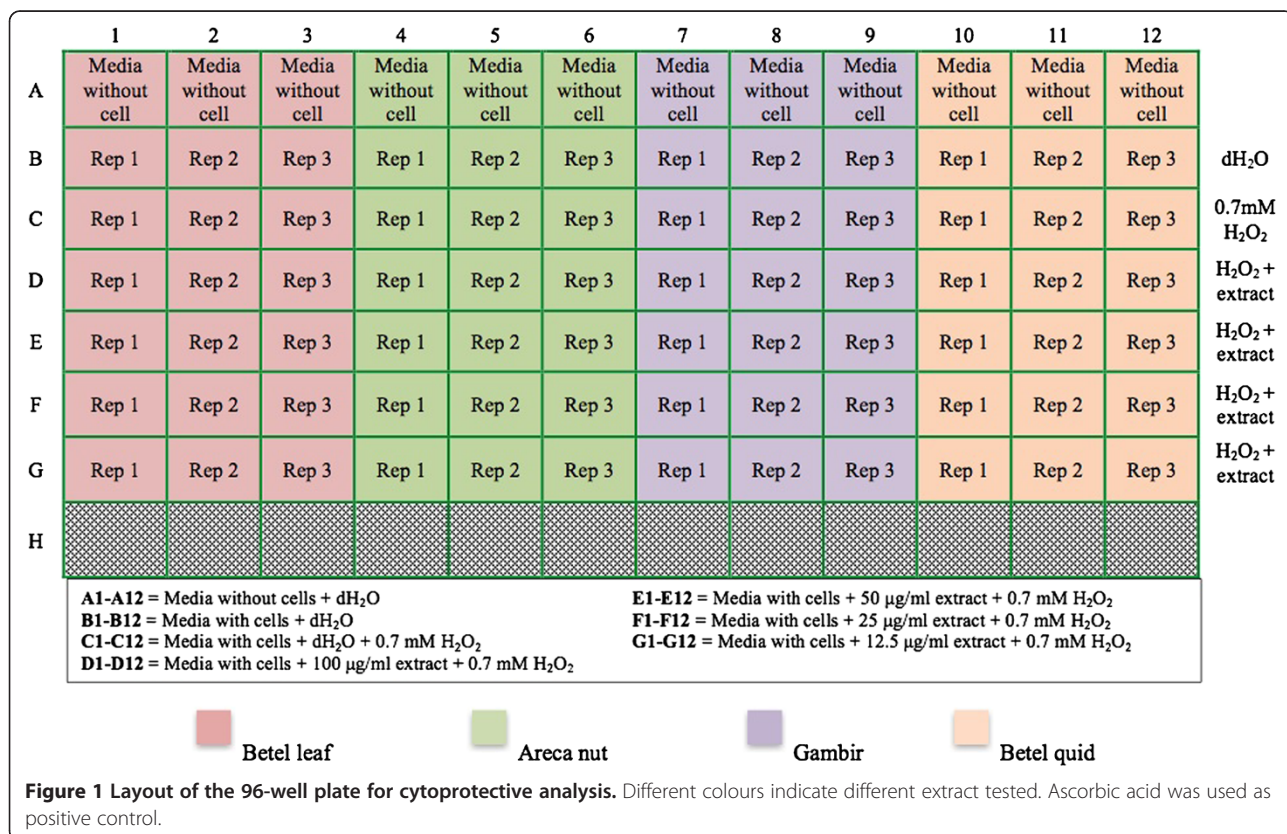 1 2 3 4 5 6 7 8 9 10 11 12
A Media without cell Media without cell Media without cell Media without cell Media without cell Media without cell Media without cell Media without cell Media without cell Media without cell Media without cell Media without cell
B Rep 1 Rep 2 Rep 3 Rep 1 Rep 2 Rep 3 Rep 1 Rep 2 Rep 3 Rep 1 Rep 2 Rep 3 dH₂O
C Rep 1 Rep 2 Rep 3 Rep 1 Rep 2 Rep 3 Rep 1 Rep 2 Rep 3 Rep 1 Rep 2 Rep 3 0.7mM H₂O₂
D Rep 1 Rep 2 Rep 3 Rep 1 Rep 2 Rep 3 Rep 1 Rep 2 Rep 3 Rep 1 Rep 2 Rep 3 H₂O₂ + extract
E Rep 1 Rep 2 Rep 3 Rep 1 Rep 2 Rep 3 Rep 1 Rep 2 Rep 3 Rep 1 Rep 2 Rep 3 H₂O₂ + extract
F Rep 1 Rep 2 Rep 3 Rep 1 Rep 2 Rep 3 Rep 1 Rep 2 Rep 3 Rep 1 Rep 2 Rep 3 H₂O₂ + extract
G Rep 1 Rep 2 Rep 3 Rep 1 Rep 2 Rep 3 Rep 1 Rep 2 Rep 3 Rep 1 Rep 2 Rep 3 H₂O₂ + extract
H
A1-A12 = Media without cells + dH₂O
B1-B12 = Media with cells + dH₂O
C1-C12 = Media with cells + dH₂O + 0.7 mM H₂O₂
D1-D12 = Media with cells + 100 µg/ml extract + 0.7 mM H₂O₂
E1-E12 = Media with cells + 50 µg/ml extract + 0.7 mM H₂O₂
F1-F12 = Media with cells + 25 µg/ml extract + 0.7 mM H₂O₂
G1-G12 = Media with cells + 12.5 µg/ml extract + 0.7 mM H₂O₂
Betel leaf Areca nut Gambir Betel quid
Figure 1 Layout of the 96-well plate for cytoprotective analysis. Different colours indicate different extract tested. Ascorbic acid was used as
positive control.